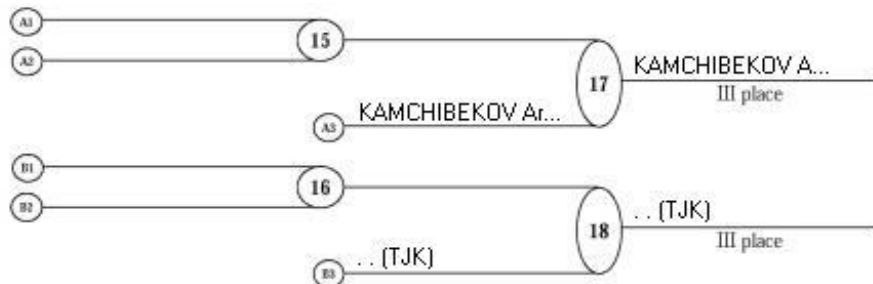 A1
A2
15
KAMCHIBEKOV A...
17
III place
KAMCHIBEKOV Ar...
A3
B1
B2
16
. . (TJK)
18
III place
. . (TJK)
B3